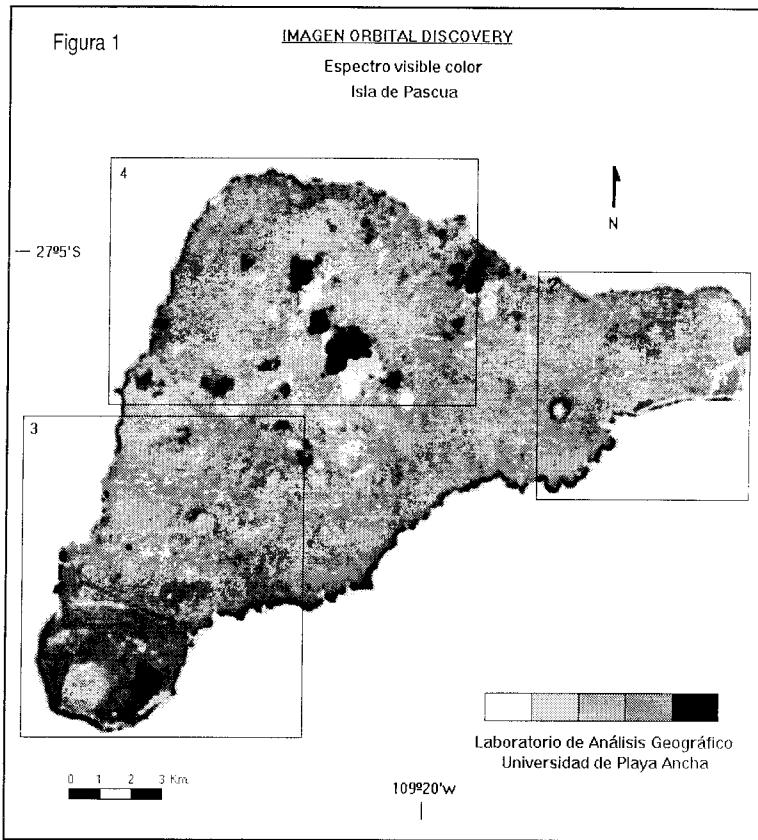 Figura 1
IMAGEN ORBITAL DISCOVERY
Espectro visible color
Isla de Pascua
4
N
27º5'S
2
3
Laboratorio de Análisis Geográfico
Universidad de Playa Ancha
0 1 2 3 Km.
109º20'W